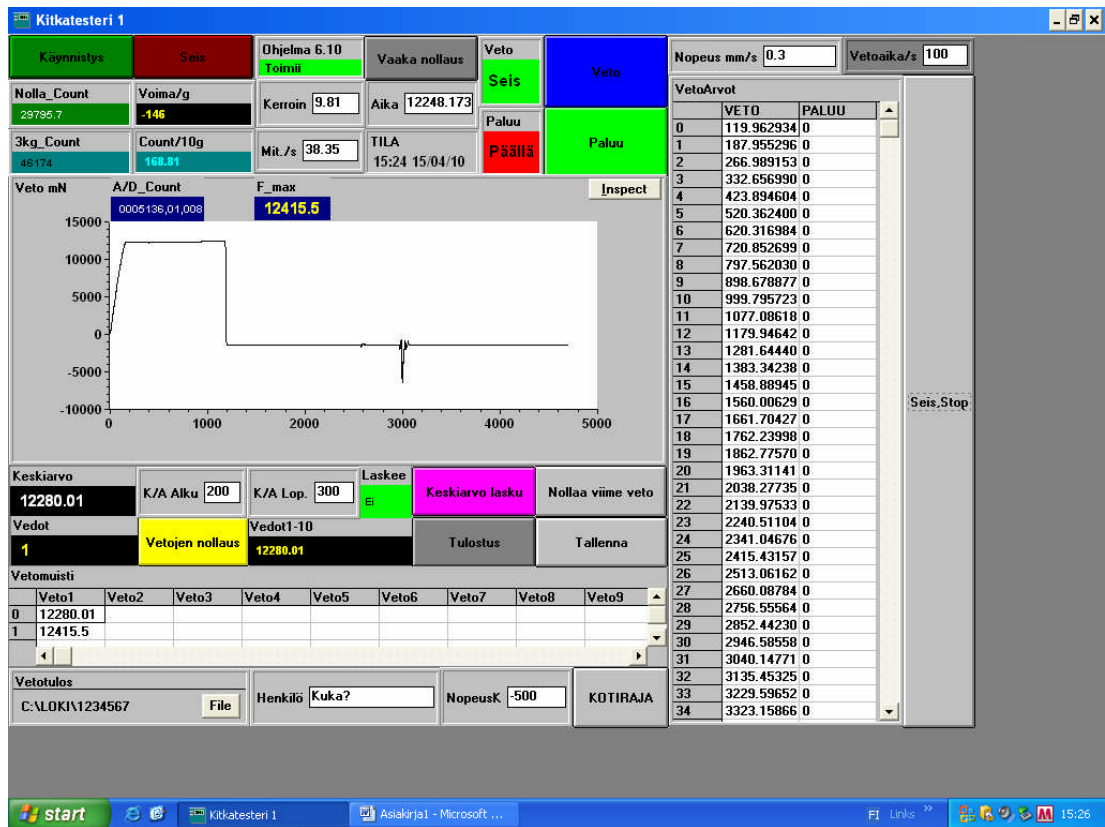 Kitkatesteri 1
Käynnistys
Seis
Ohjelma 6.10
Toimii
Vaaka nollaus
Veto
Seis
Veto
Nopeus mm/s 0.3
Vetoaika/s 100
Nolla_Count
29795.7
Voima/g
-146
Kerroin 9.81
Aika 12248.173
Paluu
Päällä
Paluu
3kg_Count
46174
Count/10g
168.81
Mit./s 38.35
TILA
15:24 15/04/10
Veto mN
A/D_Count
0005136,01,008
F_max
12415.5
Inspect
15000
10000
5000
0
-5000
-10000
0 1000 2000 3000 4000 5000
Keskiarvo
12280.01
K/A Alku 200
K/A Lop. 300
Laskee
Ei
Keskiarvo lasku
Nollaa viime veto
Vedot
1
Vetojen nollaus
Vedot1-10
12280.01
Tulostus
Tallenna
Vetomuisti
Veto1 Veto2 Veto3 Veto4 Veto5 Veto6 Veto7 Veto8 Veto9
0 12280.01
1 12415.5
Vetotulos
C:\LOKI\1234567
File
Henkilö Kuka?
NopeusK -500
KOTIRAJA
VetoArvot
VETO PALUU
0 119.962934 0
1 187.955296 0
2 266.989153 0
3 332.656990 0
4 423.894604 0
5 520.362400 0
6 620.316984 0
7 720.852699 0
8 797.562030 0
9 898.678877 0
10 999.795723 0
11 1077.08618 0
12 1179.94642 0
13 1281.64440 0
14 1383.34238 0
15 1458.88945 0
16 1560.00629 0
17 1661.70427 0
18 1762.23998 0
19 1862.77570 0
20 1963.31141 0
21 2038.27735 0
22 2139.97533 0
23 2240.51104 0
24 2341.04676 0
25 2415.43157 0
26 2513.06162 0
27 2660.08784 0
28 2756.55564 0
29 2852.44230 0
30 2946.58558 0
31 3040.14771 0
32 3135.45325 0
33 3229.59652 0
34 3323.15866 0
Seis,Stop
start
Kitkatesteri 1
Asiakirja1 - Microsoft ...
FI
Links
15:26